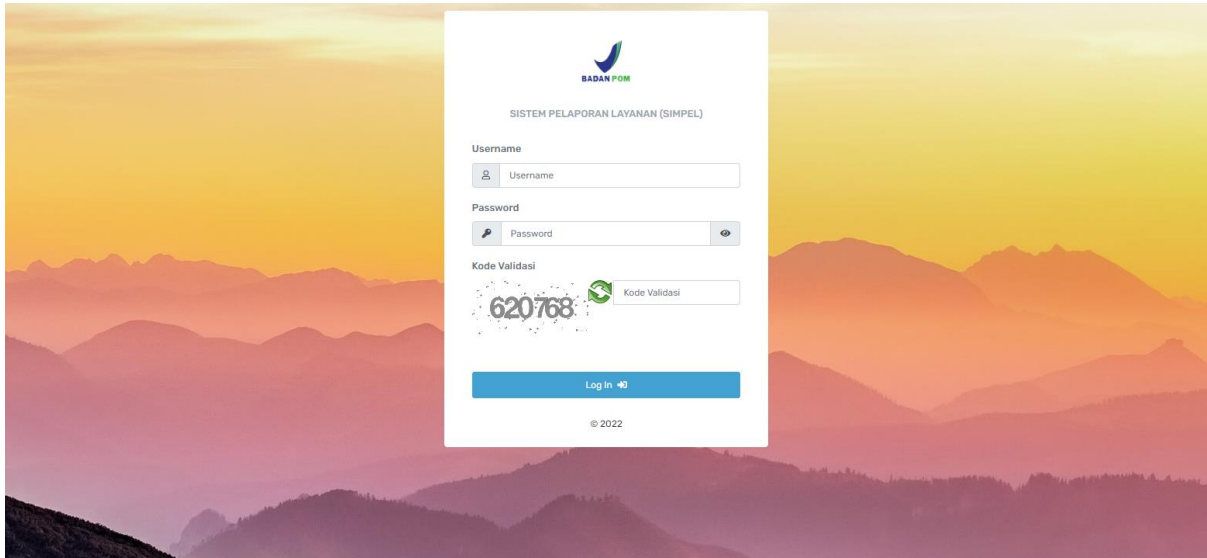 BADAN POM
SISTEM PELAPORAN LAYANAN (SIMPEL)
Username
Username
Password
Password
Kode Validasi
620768 Kode Validasi
Log In
© 2022